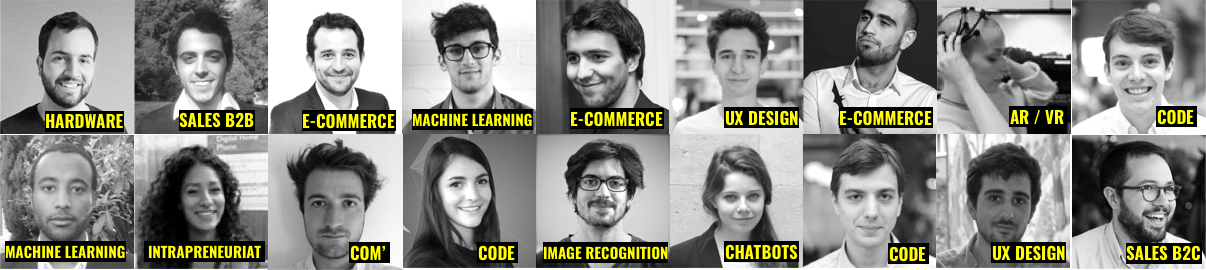 HARDWARE
SALES B2B
E-COMMERCE
MACHINE LEARNING
E-COMMERCE
UX DESIGN
E-COMMERCE
AR / VR
CODE
MACHINE LEARNING
INTRAPRENEURIAT
COM'
CODE
IMAGE RECOGNITION
CHATBOTS
CODE
UX DESIGN
SALES B2C